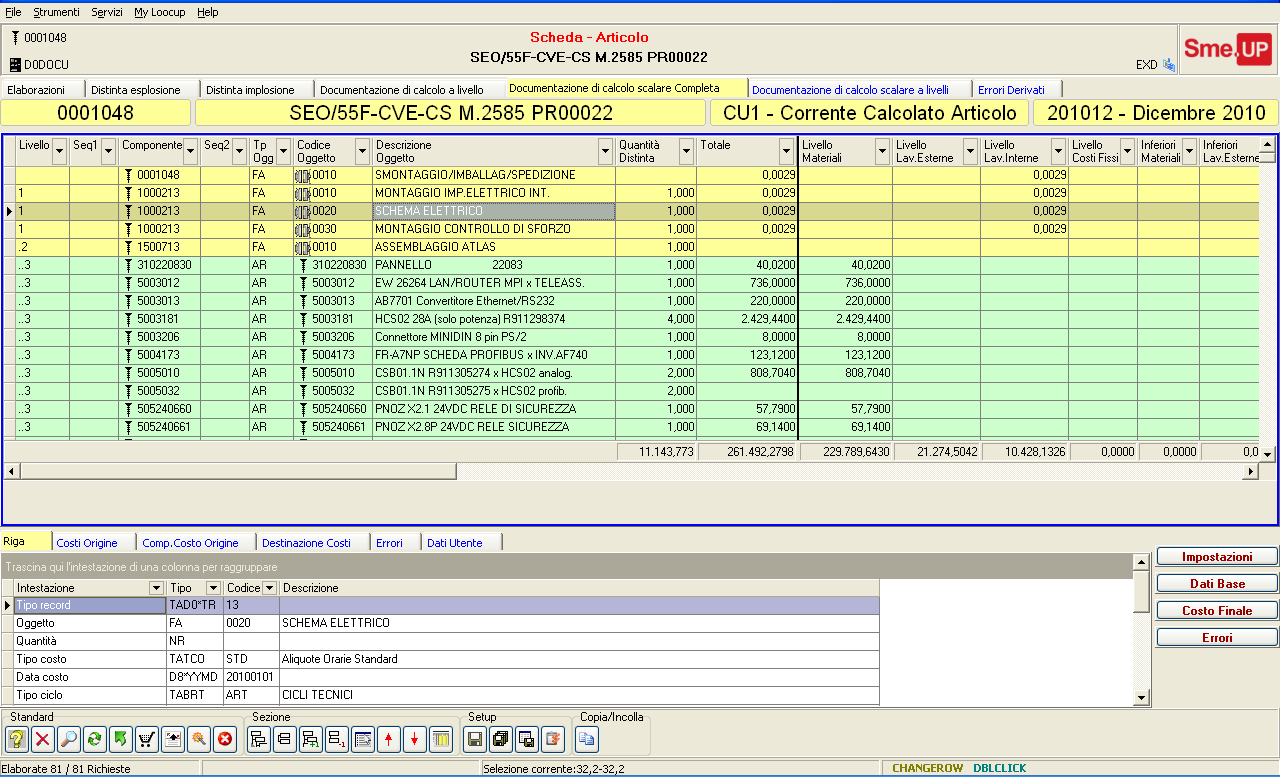 File Strumenti Servizi My Loocup Help
0001048
Scheda - Articolo
SEO/55F-CVE-CS M.2585 PR00022
D0DOCU
EXD
Sme.UP
Elaborazioni Distinta esplosione Distinta implosione Documentazione di calcolo a livello Documentazione di calcolo scalare Completa Documentazione di calcolo scalare a livelli Errori Derivati
0001048 SEO/55F-CVE-CS M.2585 PR00022 CU1 - Corrente Calcolato Articolo 201012 - Dicembre 2010
Livello Seq1 Componente Seq2 Tp Codice Descrizione Quantità Totale Livello Livello Livello Livello Inferiori Inferiori
Ogg Oggetto Oggetto Distinta Materiali Lav.Esterne Lav.Interne Costi Fissi Materiali Lav.Esterne
0001048 FA 0010 SMONTAGGIO/IMBALLAG/SPEDIZIONE 0,0029 0,0029
1 1000213 FA 0010 MONTAGGIO IMP.ELETTRICO INT. 1,000 0,0029 0,0029
1 1000213 FA 0020 SCHEMA ELETTRICO 1,000 0,0029 0,0029
1 1000213 FA 0030 MONTAGGIO CONTROLLO DI SFORZO 1,000 0,0029 0,0029
.2 1500713 FA 0010 ASSEMBLAGGIO ATLAS 1,000
..3 310220830 AR 310220830 PANNELLO 22083 1,000 40,0200 40,0200
..3 5003012 AR 5003012 EW 26264 LAN/ROUTER MPI x TELEASS. 1,000 736,0000 736,0000
..3 5003013 AR 5003013 AB7701 Convertitore Ethernet/RS232 1,000 220,0000 220,0000
..3 5003181 AR 5003181 HCS02 28A (solo potenza) R911298374 4,000 2.429,4400 2.429,4400
..3 5003206 AR 5003206 Connettore MINIDIN 8 pin PS/2 1,000 8,0000 8,0000
..3 5004173 AR 5004173 FR-A7NP SCHEDA PROFIBUS x INV.AF740 1,000 123,1200 123,1200
..3 5005010 AR 5005010 CSB01.1N R911305274 x HCS02 analog. 2,000 808,7040 808,7040
..3 5005032 AR 5005032 CSB01.1N R911305275 x HCS02 profib. 2,000
..3 505240660 AR 505240660 PNOZ X2.1 24VDC RELE DI SICUREZZA 1,000 57,7900 57,7900
..3 505240661 AR 505240661 PNOZ X2.8P 24VDC RELE SICUREZZA 1,000 69,1400 69,1400
11.143,773 261.492,2798 229.789,6430 21.274,5042 10.428,1326 0,0000 0,0000 0,0
Riga Costi Origine Comp.Costo Origine Destinazione Costi Errori Dati Utente
Trascina qui l'intestazione di una colonna per raggruppare
Intestazione Tipo Codice Descrizione
Tipo record TAD0*TR 13
Oggetto FA 0020 SCHEMA ELETTRICO
Quantità NR
Tipo costo TATCO STD Aliquote Orarie Standard
Data costo D8*YYMD 20100101
Tipo ciclo TABRT ART CICLI TECNICI
Impostazioni
Dati Base
Costo Finale
Errori
Standard Sezione Setup Copia/Incolla
Elaborate 81 / 81 Richieste Selezione corrente:32,2-32,2 CHANGEROW DBLCLICK